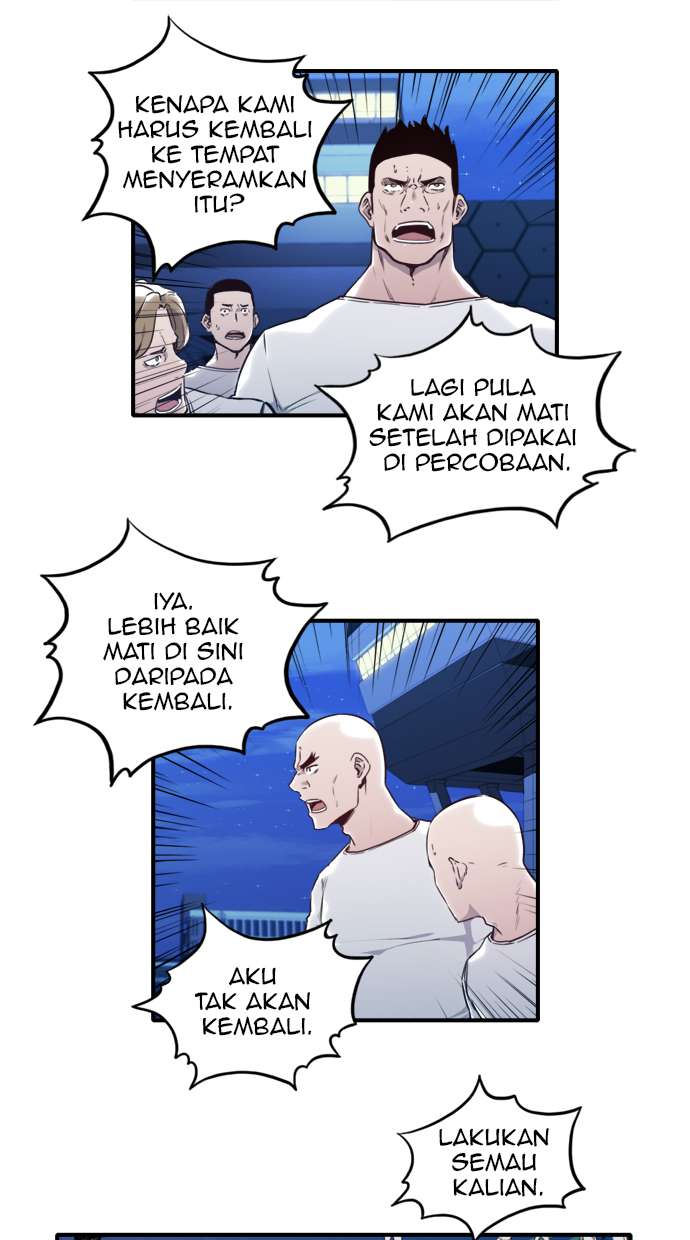 KENAPA KAMI
HARUS KEMBALI
KE TEMPAT
MENYERAMKAN
ITU?
LAGI PULA
KAMI AKAN MATI
SETELAH DIPAKAI
DI PERCOBAAN.
IYA.
LEBIH BAIK
MATI DI SINI
DARIPADA
KEMBALI.
AKU
TAK AKAN
KEMBALI.
LAKUKAN
SEMAU
KALIAN.